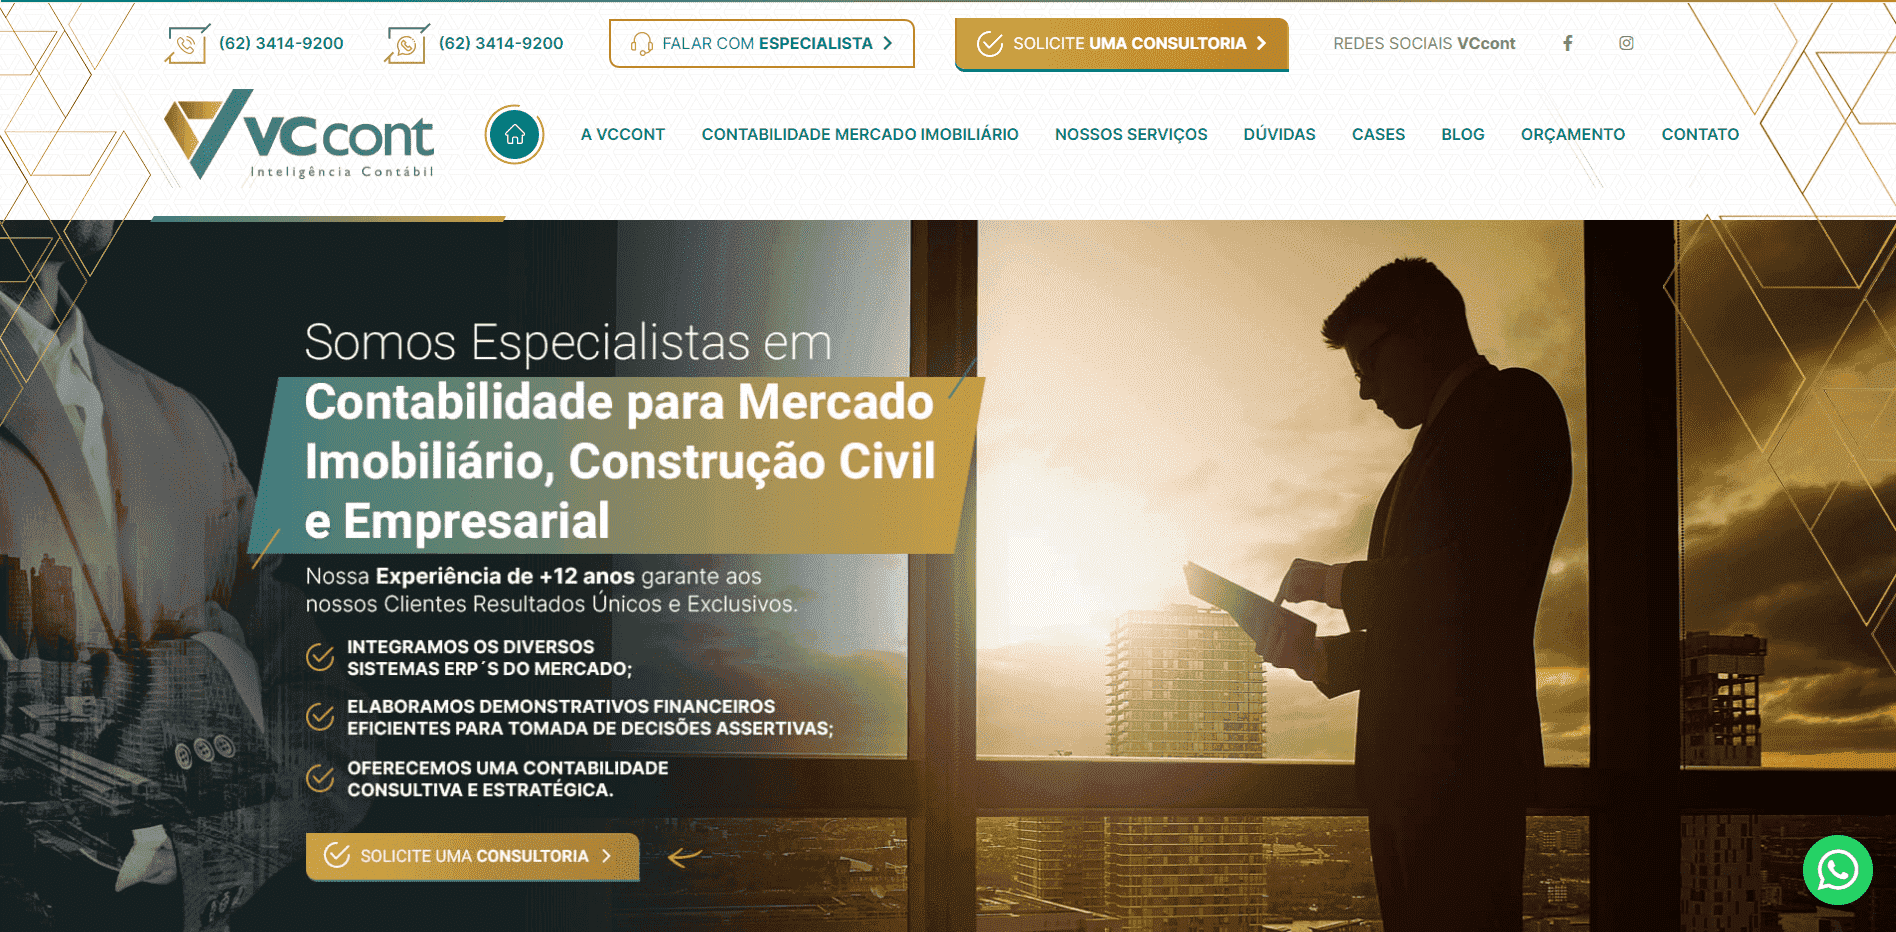 (62) 3414-9200
(62) 3414-9200
FALAR COM ESPECIALISTA
SOLICITE UMA CONSULTORIA
REDES SOCIAIS VCcont
VCcont
Inteligência Contábil
A VCCONT
CONTABILIDADE MERCADO IMOBILIÁRIO
NOSSOS SERVIÇOS
DÚVIDAS
CASES
BLOG
ORÇAMENTO
CONTATO
Somos Especialistas em
Contabilidade para Mercado
Imobiliário, Construção Civil
e Empresarial
Nossa Experiência de +12 anos garante aos
nossos Clientes Resultados Únicos e Exclusivos.
INTEGRAMOS OS DIVERSOS
SISTEMAS ERP´S DO MERCADO;
ELABORAMOS DEMONSTRATIVOS FINANCEIROS
EFICIENTES PARA TOMADA DE DECISÕES ASSERTIVAS;
OFERECEMOS UMA CONTABILIDADE
CONSULTIVA E ESTRATÉGICA.
SOLICITE UMA CONSULTORIA